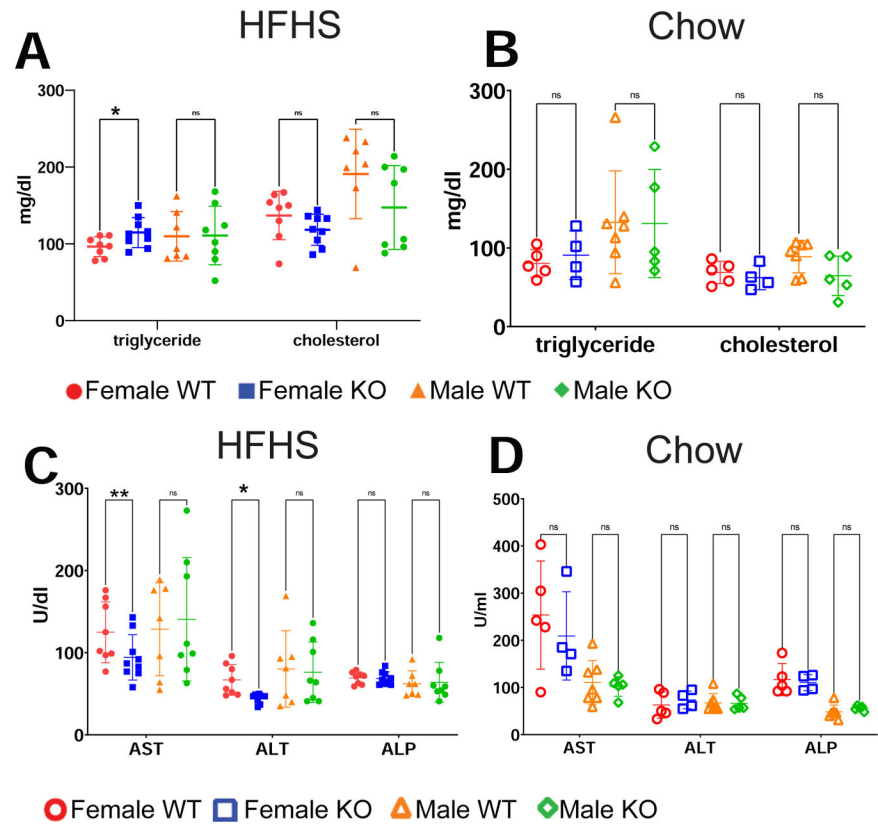 HFHS
Chow
A
B
300
200
100
0
mg/dl
*
ns
ns
ns
triglyceride
cholesterol
300
200
100
0
mg/dl
ns
ns
ns
ns
triglyceride
cholesterol
Female WT Female KO Male WT Male KO
HFHS
Chow
C
D
300
200
100
0
U/dl
**
ns
*
ns
ns
ns
AST
ALT
ALP
500
400
300
200
100
0
U/ml
ns
ns
ns
ns
ns
ns
AST
ALT
ALP
Female WT Female KO Male WT Male KO